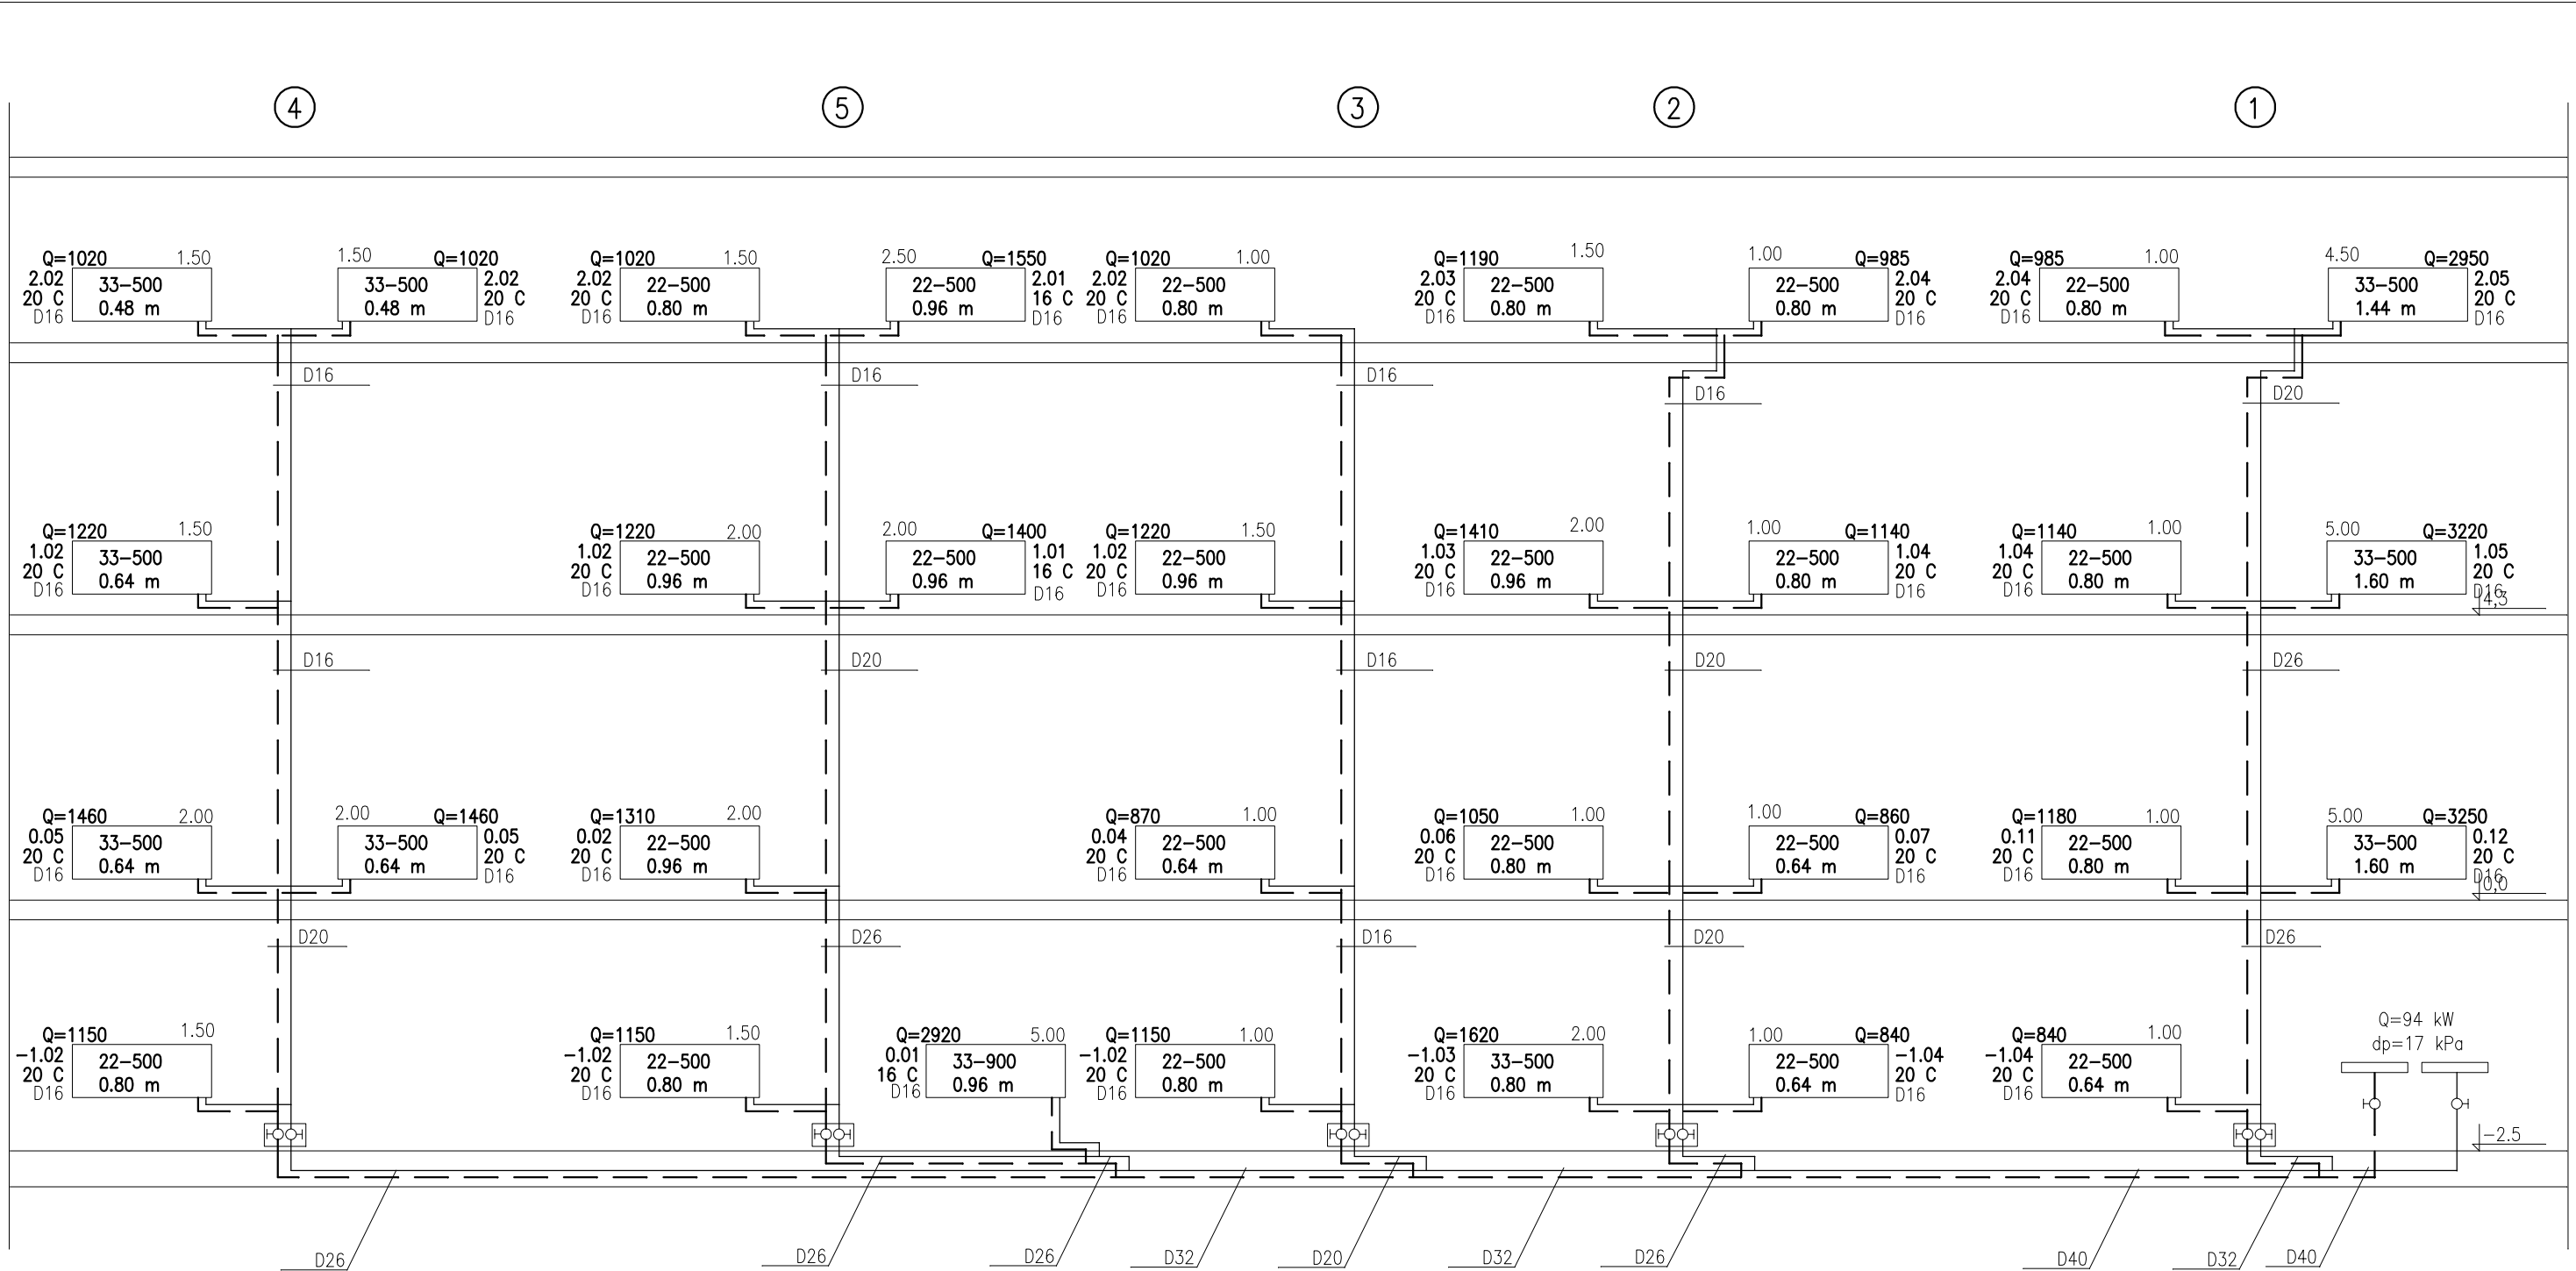 4 5 3 2 1
Q=1020 1.50
2.02 33-500
20 C 0.48 m
D16
1.50 Q=1020
33-500 2.02
0.48 m 20 C
D16
Q=1020 1.50
2.02 22-500
20 C 0.80 m
D16
2.50 Q=1550
22-500 2.01
0.96 m 16 C
D16
Q=1020 1.00
2.02 22-500
20 C 0.80 m
D16
Q=1190 1.50
2.03 22-500
20 C 0.80 m
D16
1.00 Q=985
22-500 2.04
0.80 m 20 C
D16
Q=985 1.00
2.04 22-500
20 C 0.80 m
D16
4.50 Q=2950
33-500 2.05
1.44 m 20 C
D16
D16 D16 D16 D16 D20
Q=1220 1.50
1.02 33-500
20 C 0.64 m
D16
Q=1220 2.00
1.02 22-500
20 C 0.96 m
D16
2.00 Q=1400
22-500 1.01
0.96 m 16 C
D16
Q=1220 1.50
1.02 22-500
20 C 0.96 m
D16
Q=1410 2.00
1.03 22-500
20 C 0.96 m
D16
1.00 Q=1140
22-500 1.04
0.80 m 20 C
D16
Q=1140 1.00
1.04 22-500
20 C 0.80 m
D16
5.00 Q=3220
33-500 1.05
1.60 m 20 C
D16
4,3
D16 D20 D16 D20 D26
Q=1460 2.00
0.05 33-500
20 C 0.64 m
D16
2.00 Q=1460
33-500 0.05
0.64 m 20 C
D16
Q=1310 2.00
0.02 22-500
20 C 0.96 m
D16
Q=870 1.00
0.04 22-500
20 C 0.64 m
D16
Q=1050 1.00
0.06 22-500
20 C 0.80 m
D16
1.00 Q=860
22-500 0.07
0.64 m 20 C
D16
Q=1180 1.00
0.11 22-500
20 C 0.80 m
D16
5.00 Q=3250
33-500 0.12
1.60 m 20 C
D16
0,0
D20 D26 D16 D20 D26
Q=1150 1.50
-1.02 22-500
20 C 0.80 m
D16
Q=1150 1.50
-1.02 22-500
20 C 0.80 m
D16
Q=2920 5.00
0.01 33-900
16 C 0.96 m
D16
Q=1150 1.00
-1.02 22-500
20 C 0.80 m
D16
Q=1620 2.00
-1.03 33-500
20 C 0.80 m
D16
1.00 Q=840
22-500 -1.04
0.64 m 20 C
D16
Q=840 1.00
-1.04 22-500
20 C 0.64 m
D16
Q=94 kW
dp=17 kPa
-2.5
D26 D26 D26 D32 D20 D32 D26 D40 D32 D40